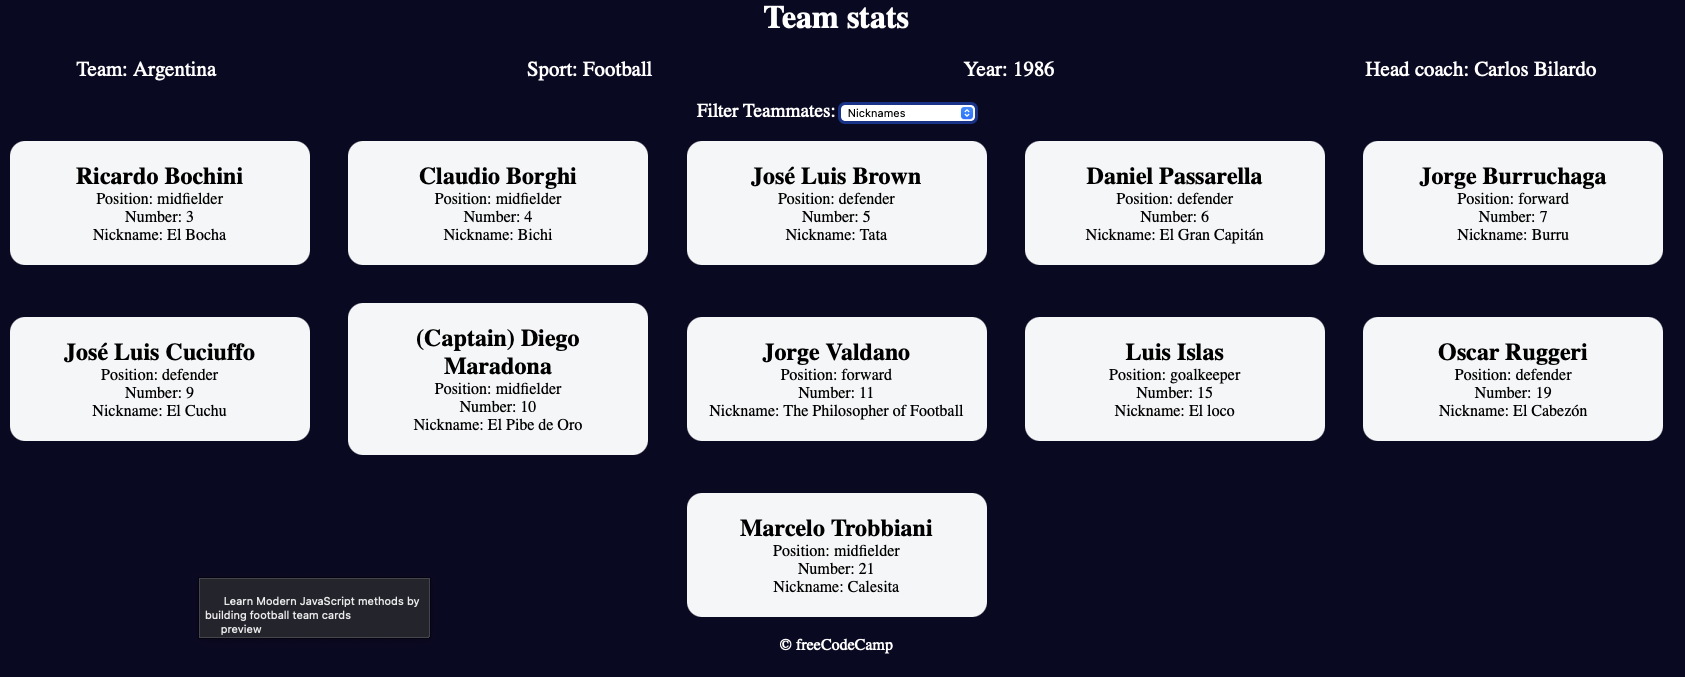 Team stats
Team: Argentina
Sport: Football
Year: 1986
Head coach: Carlos Bilardo
Filter Teammates: Nicknames
Ricardo Bochini
Position: midfielder
Number: 3
Nickname: El Bocha
Claudio Borghi
Position: midfielder
Number: 4
Nickname: Bichi
José Luis Brown
Position: defender
Number: 5
Nickname: Tata
Daniel Passarella
Position: defender
Number: 6
Nickname: El Gran Capitán
Jorge Burruchaga
Position: forward
Number: 7
Nickname: Burru
José Luis Cuciuffo
Position: defender
Number: 9
Nickname: El Cuchu
(Captain) Diego
Maradona
Position: midfielder
Number: 10
Nickname: El Pibe de Oro
Jorge Valdano
Position: forward
Number: 11
Nickname: The Philosopher of Football
Luis Islas
Position: goalkeeper
Number: 15
Nickname: El loco
Oscar Ruggeri
Position: defender
Number: 19
Nickname: El Cabezón
Marcelo Trobbiani
Position: midfielder
Number: 21
Nickname: Calesita
Learn Modern JavaScript methods by
building football team cards
preview
© freeCodeCamp